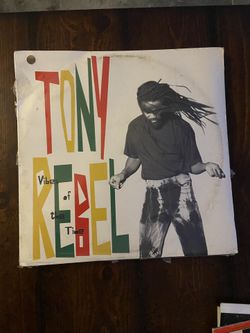 TONY
REBEL
Vibes of
the Time